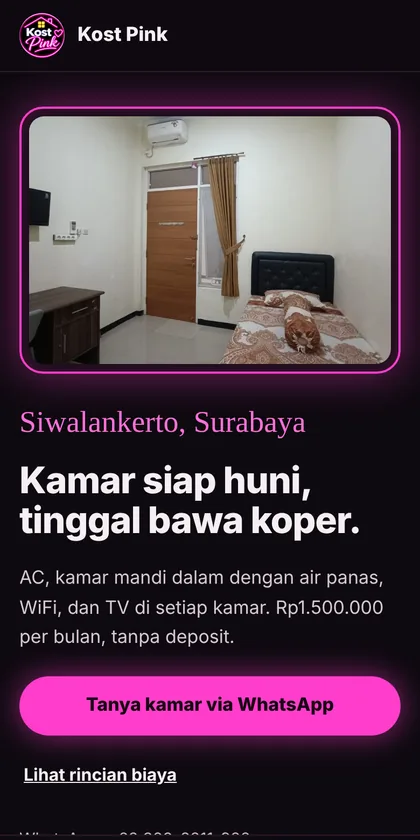 Kost
Pink
Kost Pink
Siwalankerto, Surabaya
Kamar siap huni,
tinggal bawa koper.
AC, kamar mandi dalam dengan air panas,
WiFi, dan TV di setiap kamar. Rp1.500.000
per bulan, tanpa deposit.
Tanya kamar via WhatsApp
Lihat rincian biaya